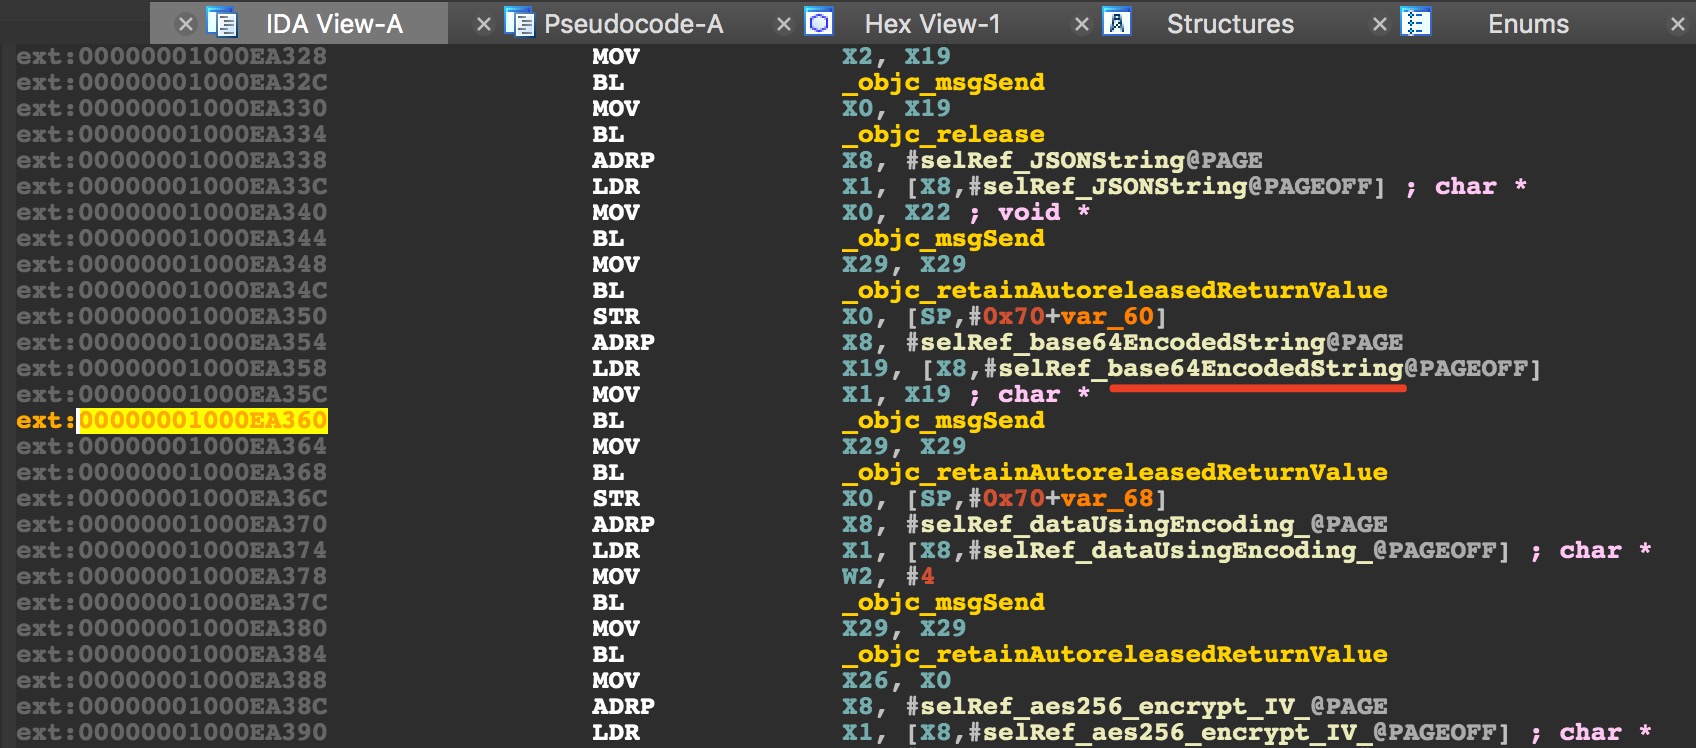 IDA View-A Pseudocode-A Hex View-1 Structures Enums
ext:00000001000EA328 MOV X2, X19
ext:00000001000EA32C BL _objc_msgSend
ext:00000001000EA330 MOV X0, X19
ext:00000001000EA334 BL _objc_release
ext:00000001000EA338 ADRP X8, #selRef_JSONString@PAGE
ext:00000001000EA33C LDR X1, [X8,#selRef_JSONString@PAGEOFF] ; char *
ext:00000001000EA340 MOV X0, X22 ; void *
ext:00000001000EA344 BL _objc_msgSend
ext:00000001000EA348 MOV X29, X29
ext:00000001000EA34C BL _objc_retainAutoreleasedReturnValue
ext:00000001000EA350 STR X0, [SP,#0x70+var_60]
ext:00000001000EA354 ADRP X8, #selRef_base64EncodedString@PAGE
ext:00000001000EA358 LDR X19, [X8,#selRef_base64EncodedString@PAGEOFF]
ext:00000001000EA35C MOV X1, X19 ; char *
ext:00000001000EA360 BL _objc_msgSend
ext:00000001000EA364 MOV X29, X29
ext:00000001000EA368 BL _objc_retainAutoreleasedReturnValue
ext:00000001000EA36C STR X0, [SP,#0x70+var_68]
ext:00000001000EA370 ADRP X8, #selRef_dataUsingEncoding_@PAGE
ext:00000001000EA374 LDR X1, [X8,#selRef_dataUsingEncoding_@PAGEOFF] ; char *
ext:00000001000EA378 MOV W2, #4
ext:00000001000EA37C BL _objc_msgSend
ext:00000001000EA380 MOV X29, X29
ext:00000001000EA384 BL _objc_retainAutoreleasedReturnValue
ext:00000001000EA388 MOV X26, X0
ext:00000001000EA38C ADRP X8, #selRef_aes256_encrypt_IV_@PAGE
ext:00000001000EA390 LDR X1, [X8,#selRef_aes256_encrypt_IV_@PAGEOFF] ; char *